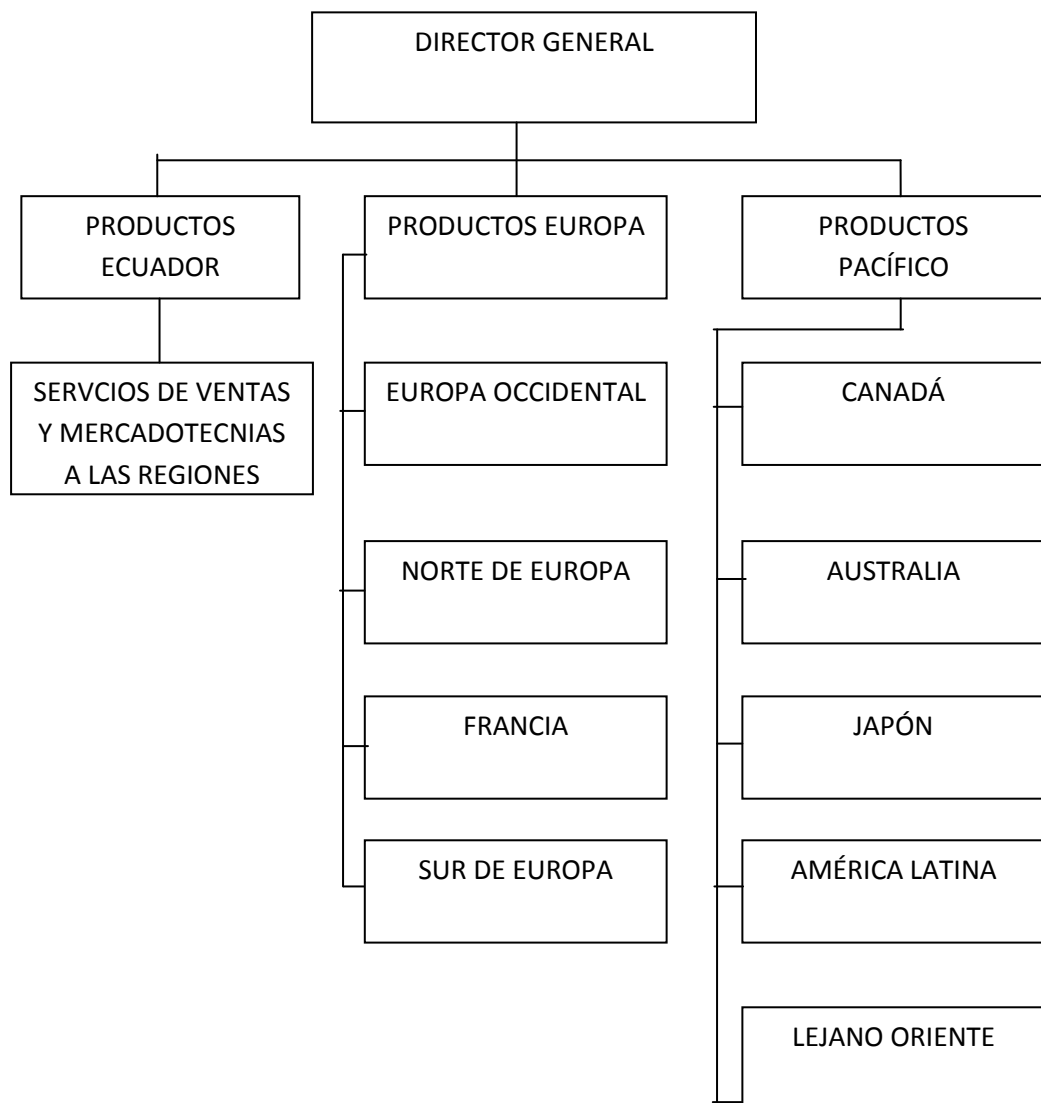 DIRECTOR GENERAL
PRODUCTOS
ECUADOR
PRODUCTOS EUROPA
PRODUCTOS
PACÍFICO
SERVCIOS DE VENTAS
Y MERCADOTECNIAS
A LAS REGIONES
EUROPA OCCIDENTAL
CANADÁ
NORTE DE EUROPA
AUSTRALIA
FRANCIA
JAPÓN
SUR DE EUROPA
AMÉRICA LATINA
LEJANO ORIENTE